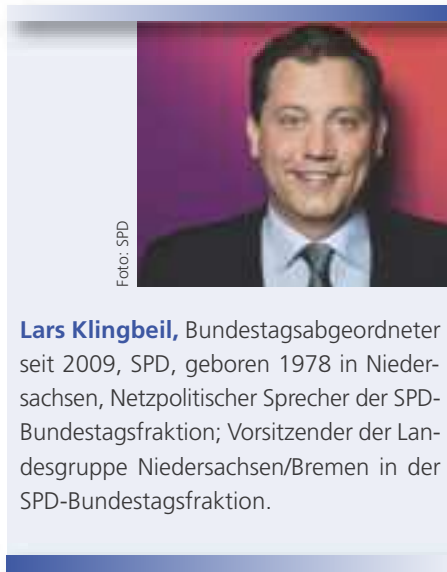 Foto: SPD
Lars Klingbeil, Bundestagsabgeordneter
seit 2009, SPD, geboren 1978 in Nieder-
sachsen, Netzpolitischer Sprecher der SPD-
Bundestagsfraktion; Vorsitzender der Lan-
desgruppe Niedersachsen/Bremen in der
SPD-Bundestagsfraktion.